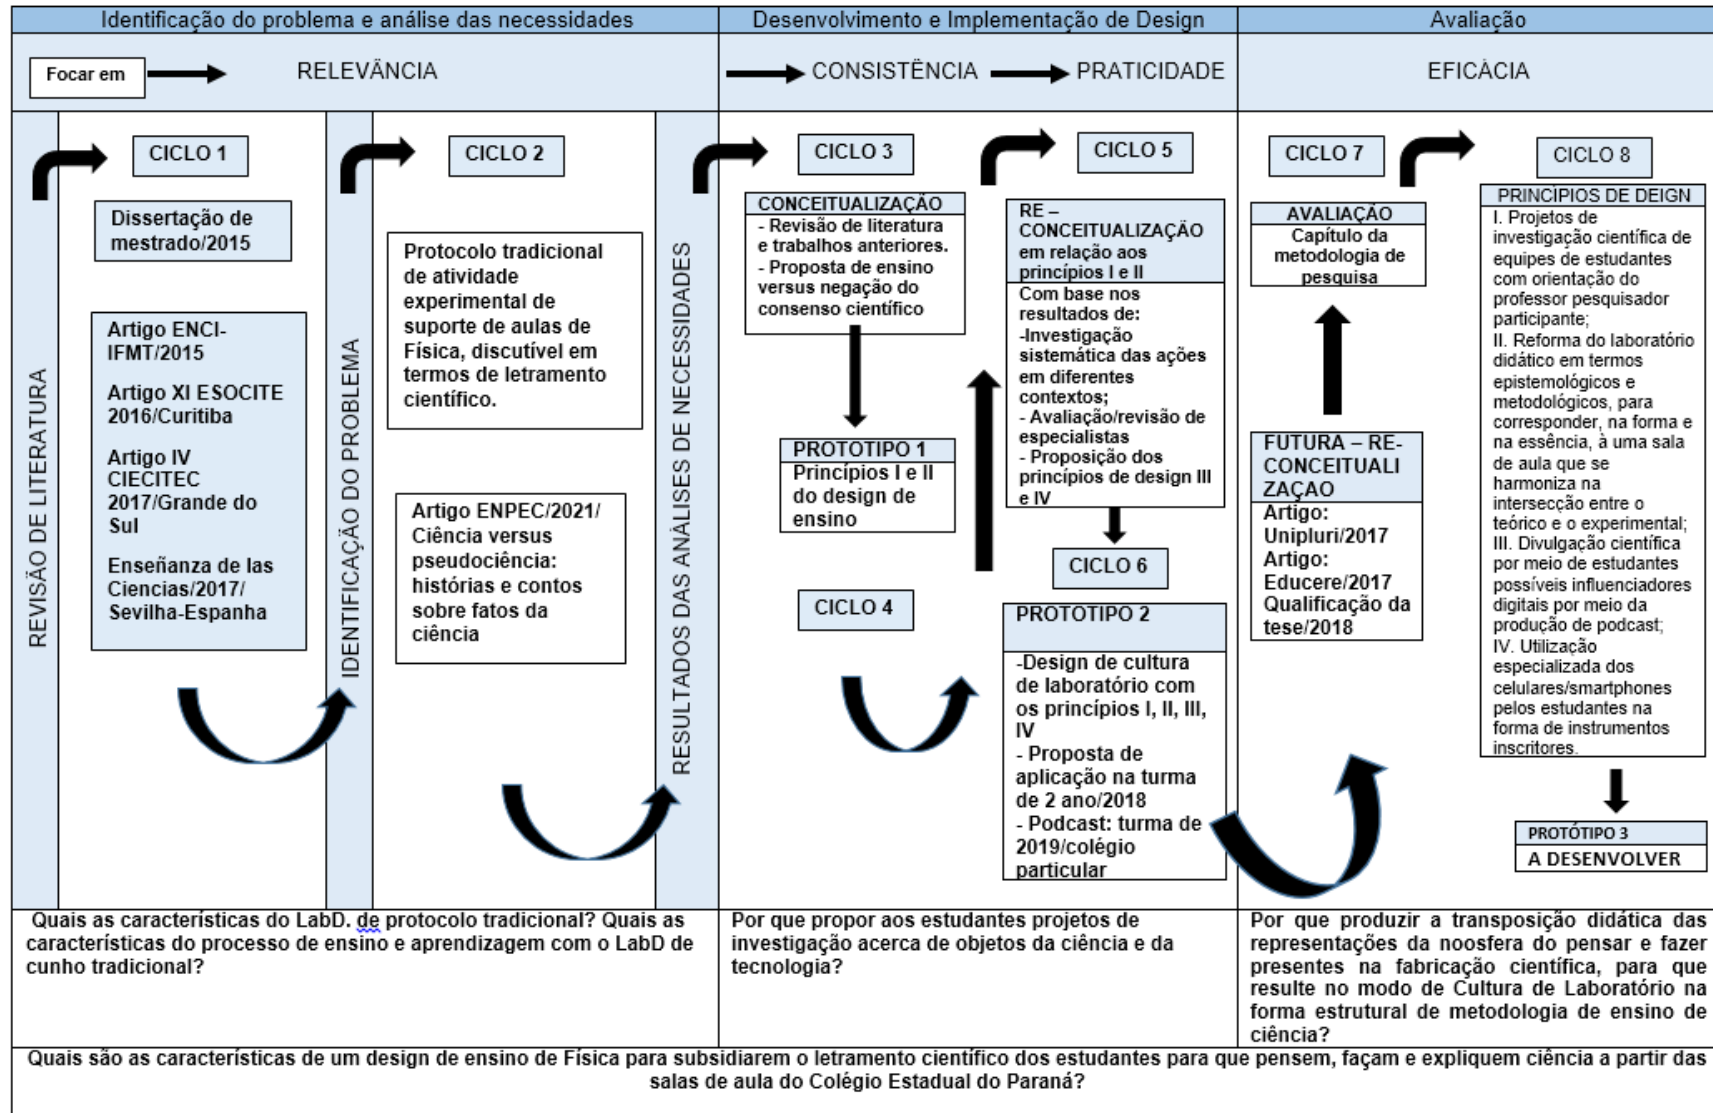 Identificação do problema e análise das necessidades
Desenvolvimento e Implementação de Design
Avaliação
Focar em
RELEVÂNCIA
CONSISTÊNCIA
PRATICIDADE
EFICÁCIA
REVISÃO DE LITERATURA
CICLO 1
Dissertação de
mestrado/2015
Artigo ENCI-
IFMT/2015
Artigo XI ESOCITE
2016/Curitiba
Artigo IV
CIECITEC
2017/Grande do
Sul
Enseñanza de las
Ciencias/2017/
Sevilha-Espanha
IDENTIFICAÇÃO DO PROBLEMA
CICLO 2
Protocolo tradicional
de atividade
experimental de
suporte de aulas de
Física, discutível em
termos de letramento
científico.
Artigo ENPEC/2021/
Ciência versus
pseudociência:
histórias e contos
sobre fatos da
ciência
RESULTADOS DAS ANÀLISES DE NECESSIDADES
CICLO 3
CONCEITUALIZAÇÃO
- Revisão de literatura
e trabalhos anteriores.
- Proposta de ensino
versus negação do
consenso científico
PROTOTIPO 1
Princípios I e II
do design de
ensino
CICLO 4
CICLO 5
RE –
CONCEITUALIZAÇÃO
em relação aos
princípios I e II
Com base nos
resultados de:
-Investigação
sistemática das ações
em diferentes
contextos;
- Avaliação/revisão de
especialistas
- Proposição dos
princípios de design III
e IV
CICLO 6
PROTOTIPO 2
-Design de cultura
de laboratório com
os princípios I, II, III,
IV
- Proposta de
aplicação na turma
de 2 ano/2018
- Podcast: turma de
2019/colégio
particular
CICLO 7
AVALIAÇÃO
Capítulo da
metodologia de
pesquisa
FUTURA – RE-
CONCEITUALI
ZAÇAO
Artigo:
Unipluri/2017
Artigo:
Educere/2017
Qualificação da
tese/2018
CICLO 8
PRINCÍPIOS DE DEIGN
I. Projetos de
investigação científica de
equipes de estudantes
com orientação do
professor pesquisador
participante;
II. Reforma do laboratório
didático em termos
epistemológicos e
metodológicos, para
corresponder, na forma e
na essência, à uma sala
de aula que se
harmoniza na
intersecção entre o
teórico e o experimental;
III. Divulgação científica
por meio de estudantes
possíveis influenciadores
digitais por meio da
produção de podcast;
IV. Utilização
especializada dos
celulares/smartphones
pelos estudantes na
forma de instrumentos
inscritores.
PROTÓTIPO 3
A DESENVOLVER
Quais as características do LabD. de protocolo tradicional? Quais as
características do processo de ensino e aprendizagem com o LabD de
cunho tradicional?
Por que propor aos estudantes projetos de
investigação acerca de objetos da ciência e da
tecnologia?
Por que produzir a transposição didática das
representações da noosfera do pensar e fazer
presentes na fabricação científica, para que
resulte no modo de Cultura de Laboratório na
forma estrutural de metodologia de ensino de
ciência?
Quais são as características de um design de ensino de Física para subsidiarem o letramento científico dos estudantes para que pensem, façam e expliquem ciência a partir das
salas de aula do Colégio Estadual do Paraná?